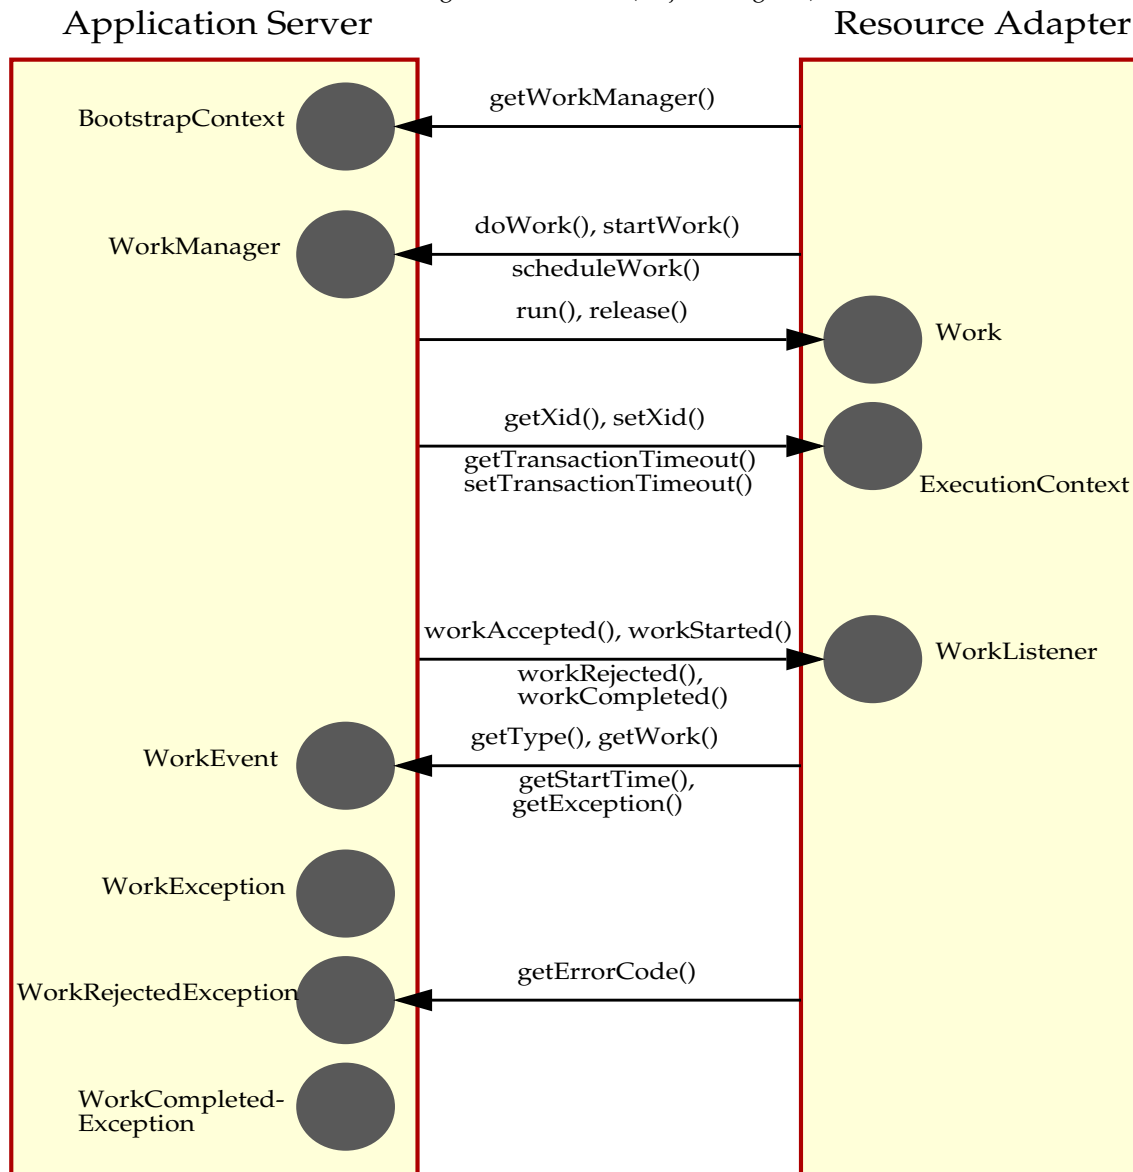 Application Server
Resource Adapter
getWorkManager()
BootstrapContext
doWork(), startWork()
WorkManager
scheduleWork()
run(), release()
Work
getXid(), setXid()
getTransactionTimeout()
setTransactionTimeout()
ExecutionContext
workAccepted(), workStarted()
WorkListener
workRejected(),
workCompleted()
getType(), getWork()
WorkEvent
getStartTime(),
getException()
WorkException
getErrorCode()
WorkRejectedException
WorkCompleted-
Exception